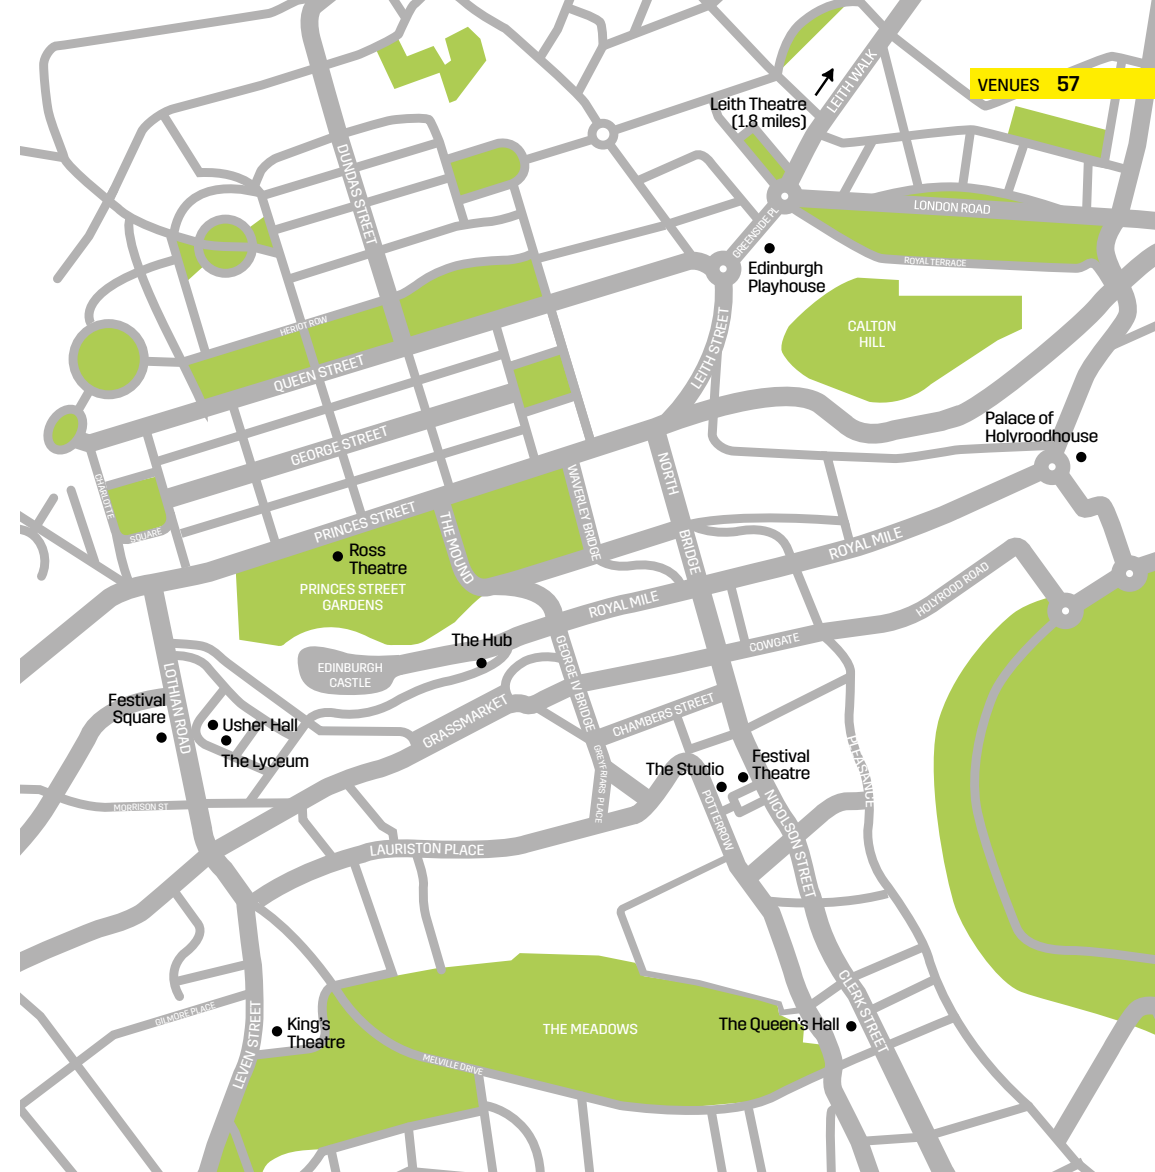 VENUES 57
Leith Theatre
(1.8 miles)
LEITH WALK
DUNDAS STREET
LONDON ROAD
GREENSIDE PL
ROYAL TERRACE
Edinburgh
Playhouse
HERIOT ROW
QUEEN STREET
LEITH STREET
CALTON
HILL
GEORGE STREET
Palace of
Holyroodhouse
CHARLOTTE
SQUARE
PRINCES STREET
THE MOUND
WAVERLEY BRIDGE
NORTH
BRIDGE
ROYAL MILE
Ross
Theatre
PRINCES STREET
GARDENS
ROYAL MILE
HOLYROOD ROAD
The Hub
COWGATE
EDINBURGH
CASTLE
GEORGE IV BRIDGE
LOTHIAN ROAD
Festival
Square
Usher Hall
The Lyceum
GRASSMARKET
CHAMBERS STREET
GREYFRIARS PLACE
The Studio
Festival
Theatre
PLEASANCE
MORRISON ST
POTTERROW
NICOLSON STREET
LAURISTON PLACE
GILMORE PLACE
LEVEN STREET
King's
Theatre
THE MEADOWS
The Queen's Hall
CLERK STREET
MELVILLE DRIVE